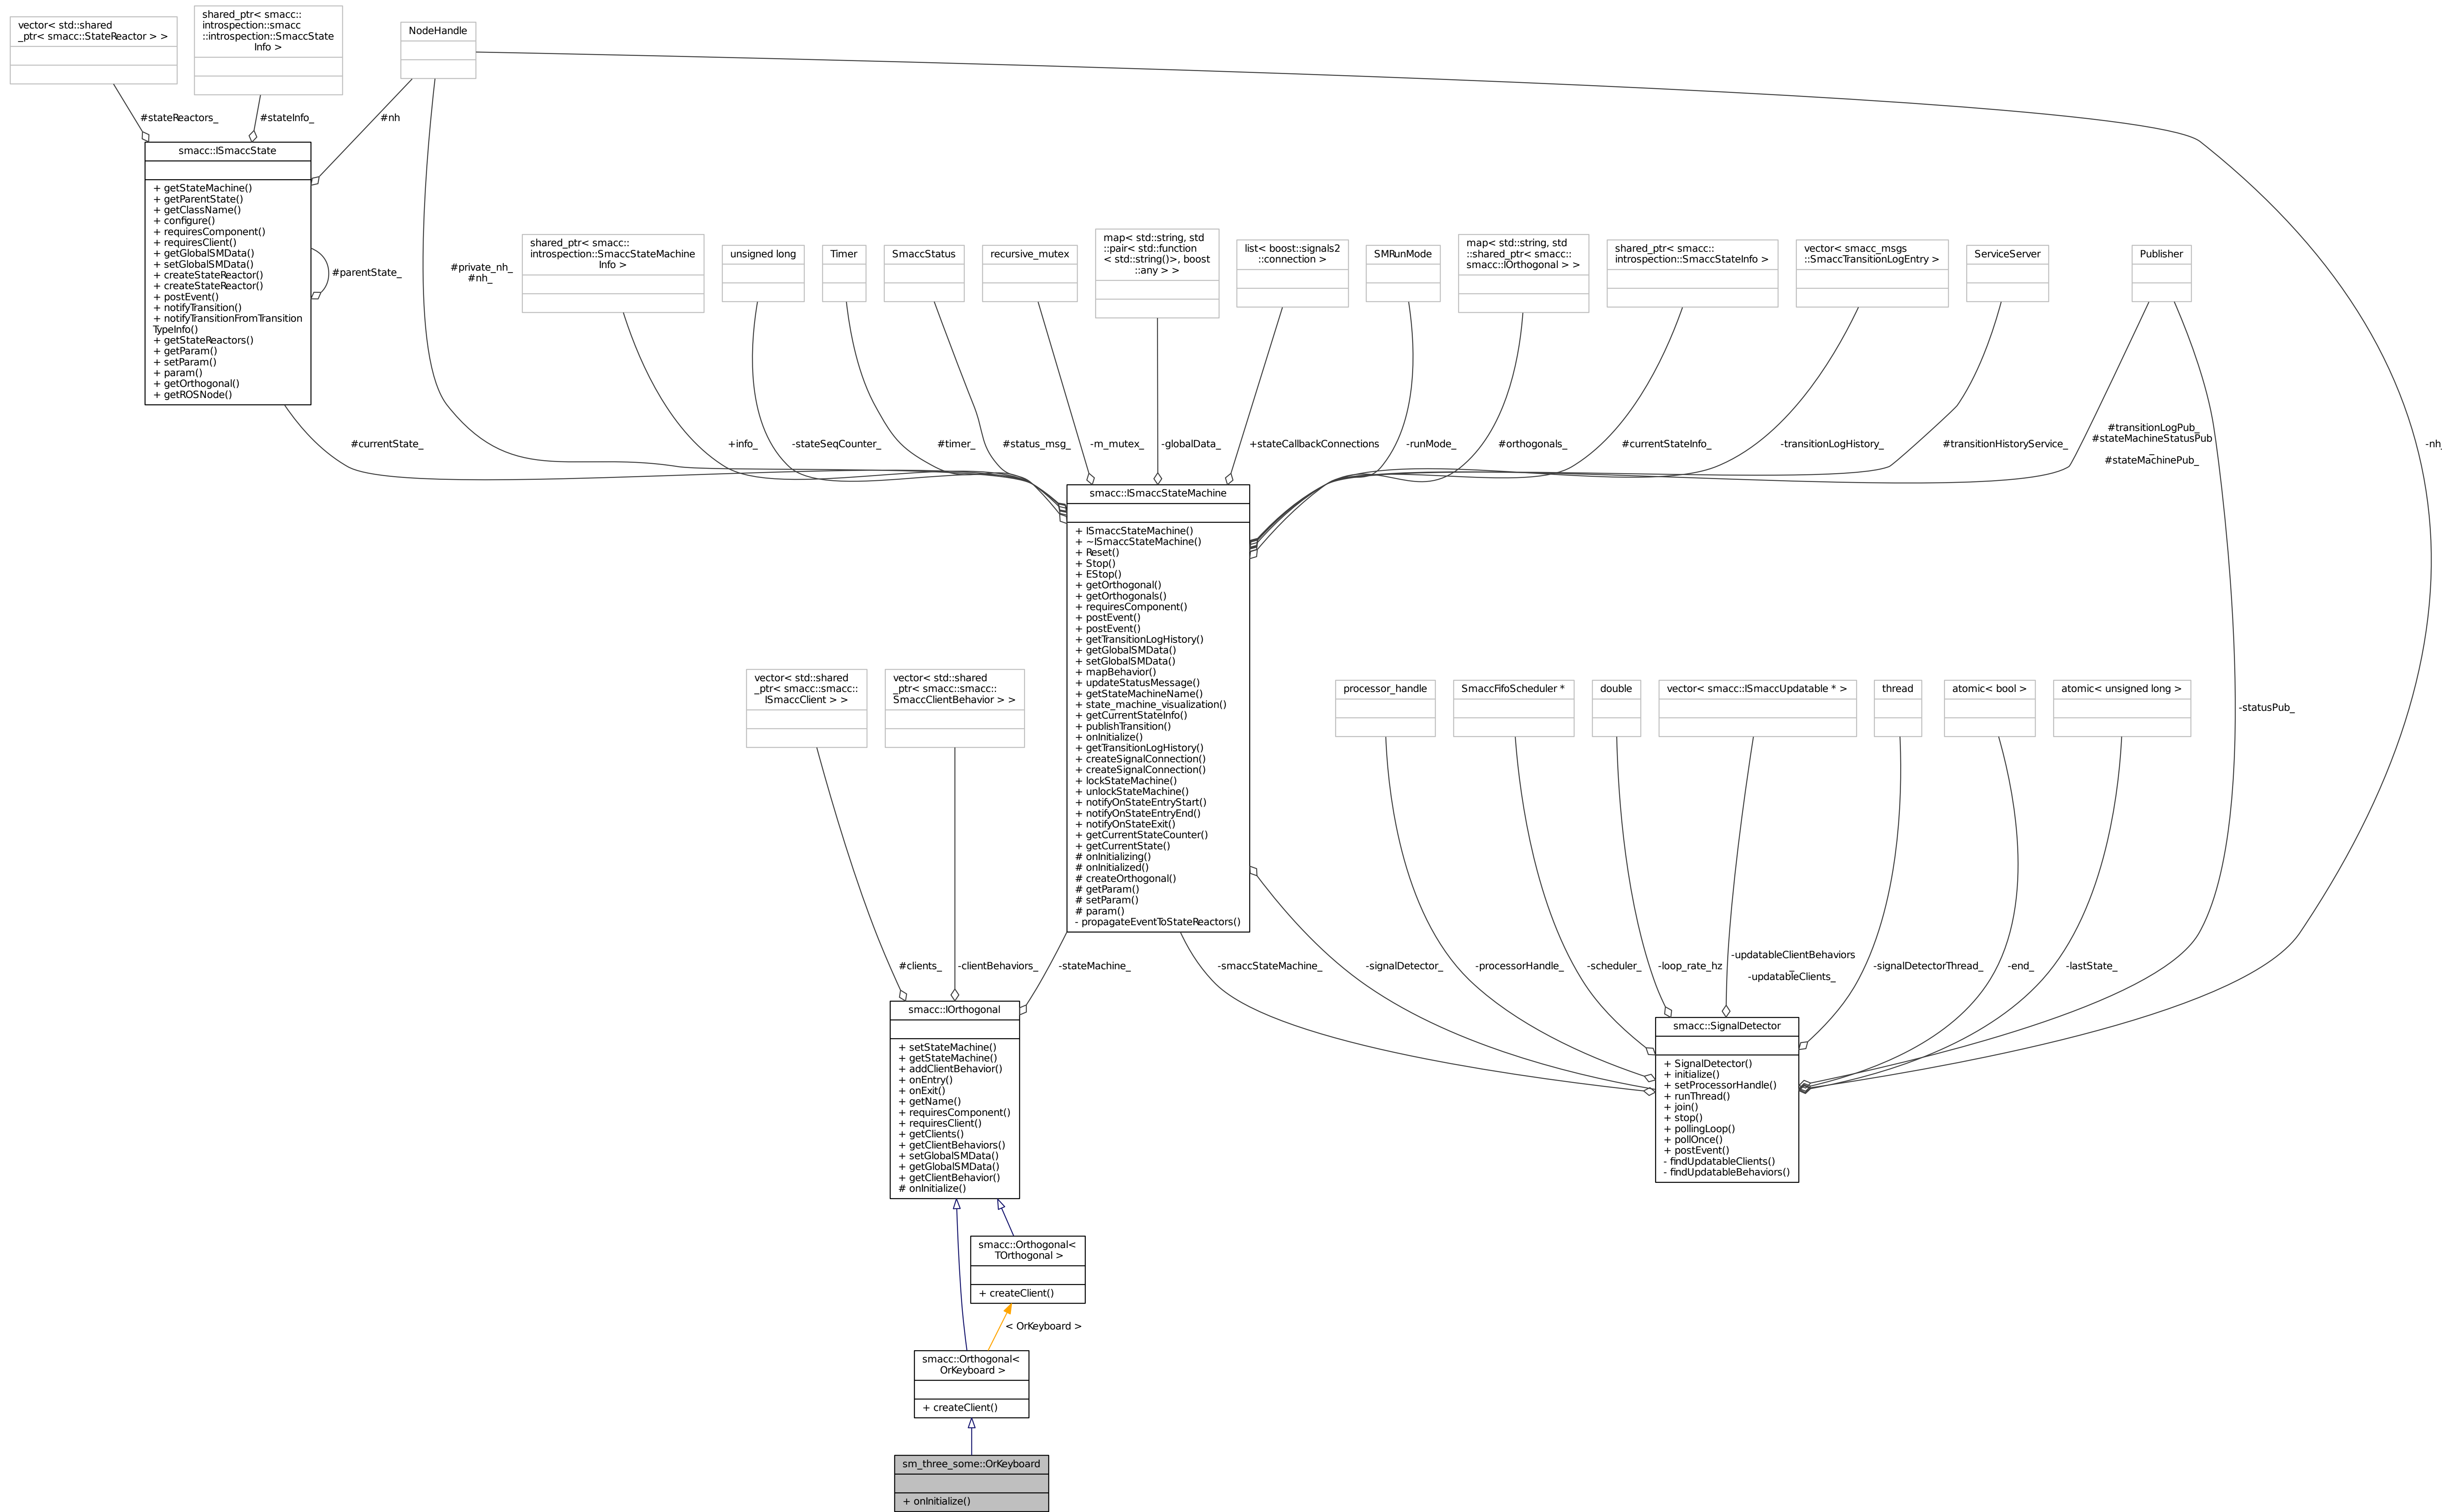 vector< std::shared
_ptr< smacc::StateReactor > >
shared_ptr< smacc::
introspection::smacc
::introspection::SmaccState
Info >
NodeHandle
#stateReactors_
#stateInfo_
#nh
smacc::ISmaccState
+ getStateMachine()
+ getParentState()
+ getClassName()
+ configure()
+ requiresComponent()
+ requiresClient()
+ getGlobalSMData()
+ setGlobalSMData()
+ createStateReactor()
+ createStateReactor()
+ postEvent()
+ notifyTransition()
+ notifyTransitionFromTransition
TypeInfo()
+ getStateReactors()
+ getParam()
+ setParam()
+ param()
+ getOrthogonal()
+ getROSNode()
#parentState_
#private_nh_
#nh_
shared_ptr< smacc::
introspection::SmaccStateMachine
Info >
unsigned long
Timer
SmaccStatus
recursive_mutex
map< std::string, std
::pair< std::function
< std::string()>, boost
::any > >
list< boost::signals2
::connection >
SMRunMode
map< std::string, std
::shared_ptr< smacc::
smacc::IOrthogonal > >
shared_ptr< smacc::
introspection::SmaccStateInfo >
vector< smacc_msgs
::SmaccTransitionLogEntry >
ServiceServer
Publisher
#currentState_
+info_
-stateSeqCounter_
#timer_
#status_msg_
-m_mutex_
-globalData_
+stateCallbackConnections
-runMode_
#orthogonals_
#currentStateInfo_
-transitionLogHistory_
#transitionHistoryService_
#transitionLogPub_
#stateMachineStatusPub
_
#stateMachinePub_
-nh_
smacc::ISmaccStateMachine
+ ISmaccStateMachine()
+ ~ISmaccStateMachine()
+ Reset()
+ Stop()
+ EStop()
+ getOrthogonal()
+ getOrthogonals()
+ requiresComponent()
+ postEvent()
+ postEvent()
+ getTransitionLogHistory()
+ getGlobalSMData()
+ setGlobalSMData()
+ mapBehavior()
+ updateStatusMessage()
+ getStateMachineName()
+ state_machine_visualization()
+ getCurrentStateInfo()
+ publishTransition()
+ onInitialize()
+ getTransitionLogHistory()
+ createSignalConnection()
+ createSignalConnection()
+ lockStateMachine()
+ unlockStateMachine()
+ notifyOnStateEntryStart()
+ notifyOnStateEntryEnd()
+ notifyOnStateExit()
+ getCurrentStateCounter()
+ getCurrentState()
# onInitializing()
# onInitialized()
# createOrthogonal()
# getParam()
# setParam()
# param()
- propagateEventToStateReactors()
vector< std::shared
_ptr< smacc::smacc::
ISmaccClient > >
vector< std::shared
_ptr< smacc::smacc::
SmaccClientBehavior > >
processor_handle
SmaccFifoScheduler *
double
vector< smacc::ISmaccUpdatable * >
thread
atomic< bool >
atomic< unsigned long >
-statusPub_
#clients_
-clientBehaviors_
-stateMachine_
-smaccStateMachine_
-signalDetector_
-processorHandle_
-scheduler_
-loop_rate_hz
-updatableClientBehaviors
_
-updatableClients_
-signalDetectorThread_
-end_
-lastState_
smacc::IOrthogonal
+ setStateMachine()
+ getStateMachine()
+ addClientBehavior()
+ onEntry()
+ onExit()
+ getName()
+ requiresComponent()
+ requiresClient()
+ getClients()
+ getClientBehaviors()
+ setGlobalSMData()
+ getGlobalSMData()
+ getClientBehavior()
# onInitialize()
smacc::SignalDetector
+ SignalDetector()
+ initialize()
+ setProcessorHandle()
+ runThread()
+ join()
+ stop()
+ pollingLoop()
+ pollOnce()
+ postEvent()
- findUpdatableClients()
- findUpdatableBehaviors()
smacc::Orthogonal<
TOrthogonal >
+ createClient()
< OrKeyboard >
smacc::Orthogonal<
OrKeyboard >
+ createClient()
sm_three_some::OrKeyboard
+ onInitialize()